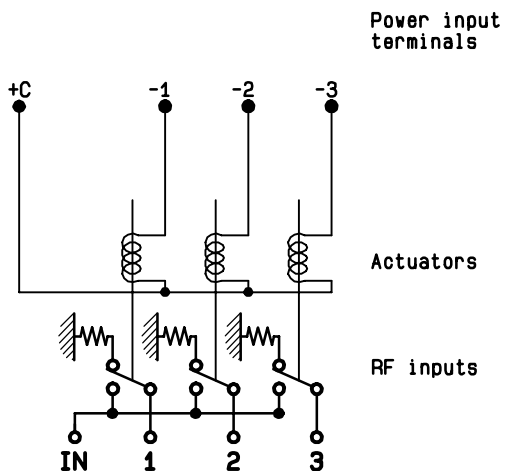 Power input
terminals
+C -1 -2 -3
Actuators
RF inputs
IN 1 2 3